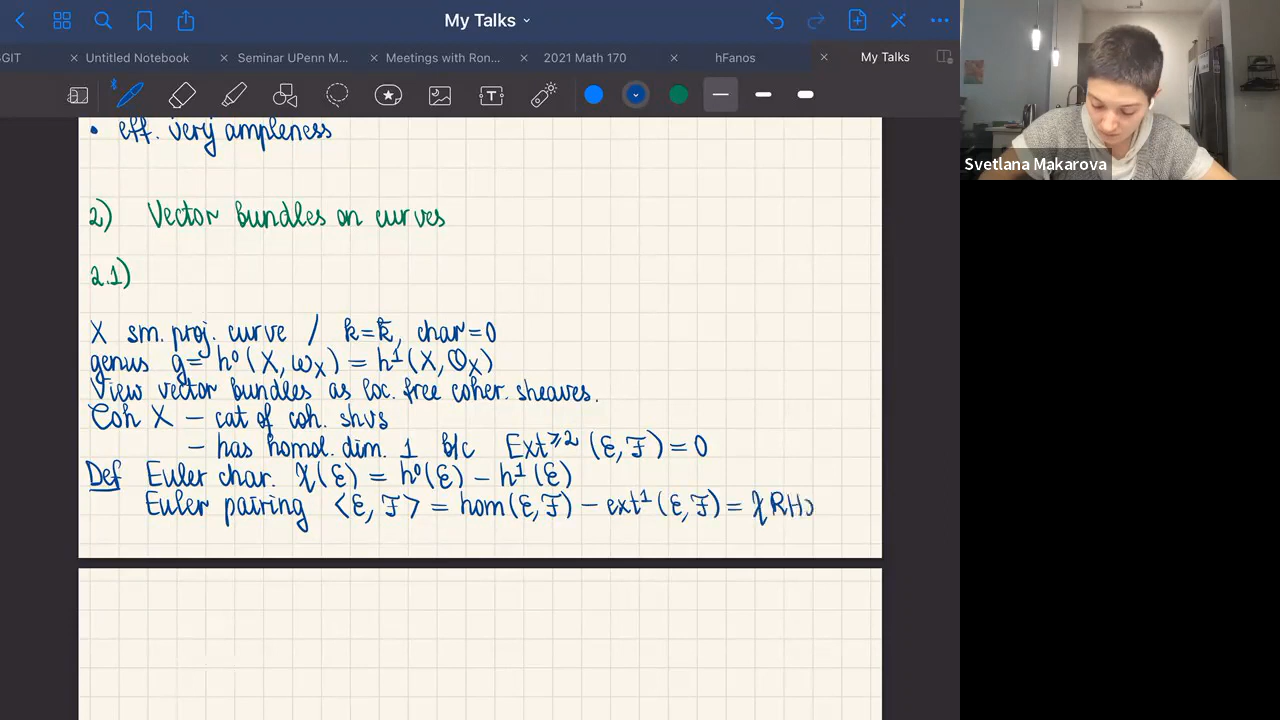 My Talks
GIT
Untitled Notebook
Seminar UPenn M...
Meetings with Ron...
2021 Math 170
hFanos
My Talks
• eff. very ampleness
2) Vector bundles on curves
2.1)
X sm. proj. curve / k=k̄, char=0
genus g = h⁰(X, ω_X) = h¹(X, O_X)
View vector bundles as loc. free coher. sheaves.
Coh X – cat of coh. shvs
– has homol. dim. 1 b/c Ext^≥2 (ℰ, ℱ) = 0
Def Euler char. χ(ℰ) = h⁰(ℰ) – h¹(ℰ)
Euler pairing ⟨ℰ, ℱ⟩ = hom(ℰ, ℱ) – ext¹(ℰ, ℱ) = χRHo
Svetlana Makarova